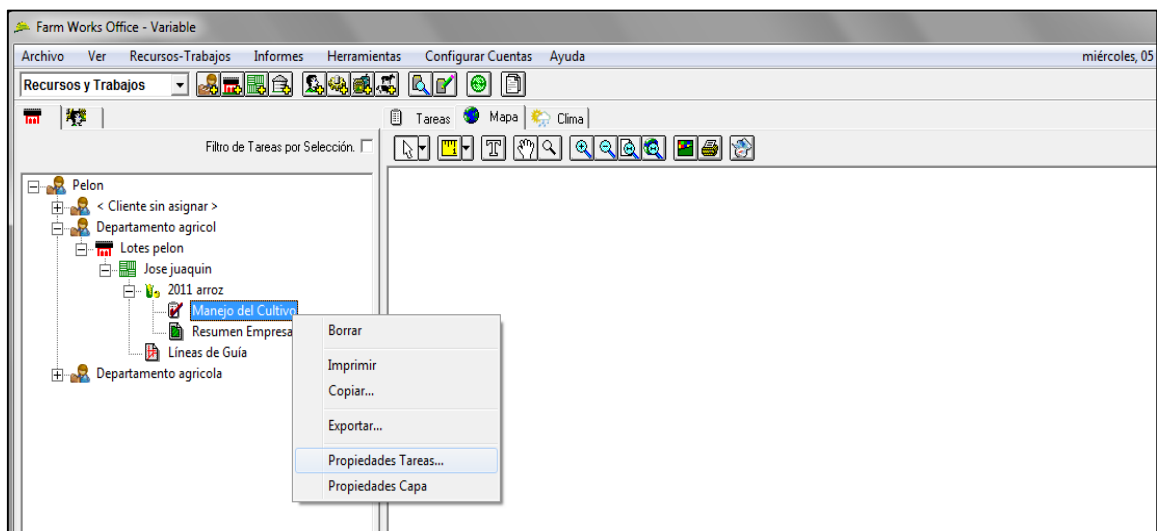 Farm Works Office - Variable
Archivo Ver Recursos-Trabajos Informes Herramientas Configurar Cuentas Ayuda miércoles, 05
Recursos y Trabajos
Tareas Mapa Clima
Filtro de Tareas por Selección.
Pelon
< Cliente sin asignar >
Departamento agricol
Lotes pelon
Jose juaquin
2011 arroz
Manejo del Cultivo
Resumen Empresa
Líneas de Guía
Departamento agricola
Borrar
Imprimir
Copiar...
Exportar...
Propiedades Tareas...
Propiedades Capa